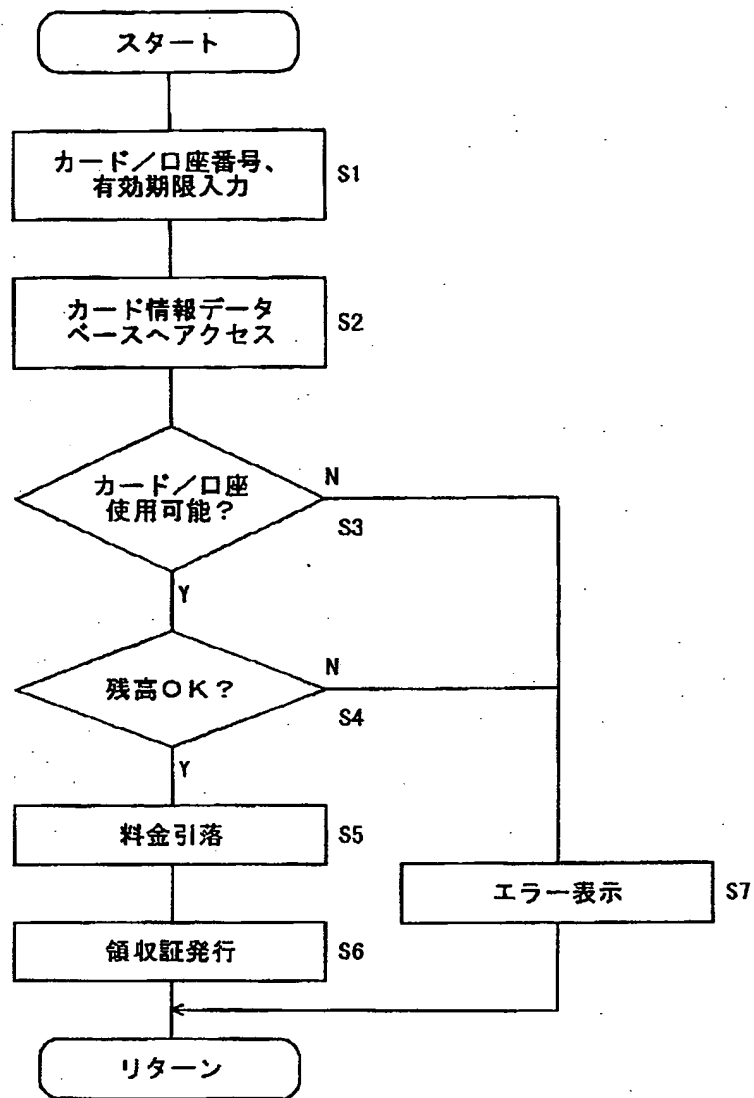 スタート
カード／口座番号、
有効期限入力
S1
カード情報データ
ベースへアクセス
S2
カード／口座
使用可能？
N
S3
Y
残高OK？
N
S4
Y
料金引落
S5
エラー表示
S7
領収証発行
S6
リターン